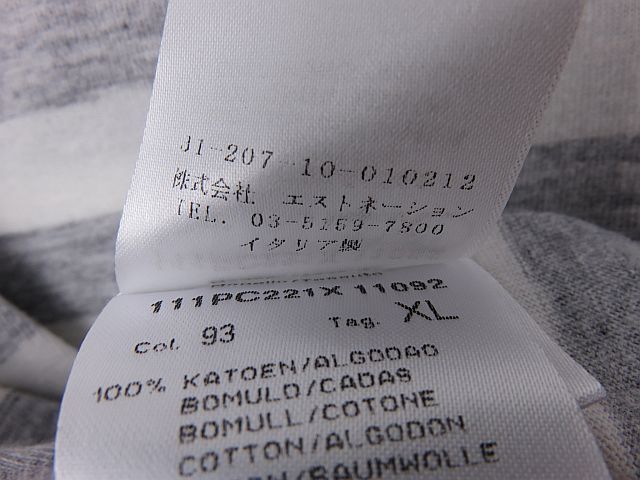 J1-207 10-010212
株式会社 エストネーション
TEL. 03-5159-7800
イタリア製
111PC221X 11092
Col. 93 Tag. XL
100% KATOEN/ALGODAO
BOMULD/CADAS
BOMULL/COTONE
COTTON/ALGODON
/BAUMWOLLE